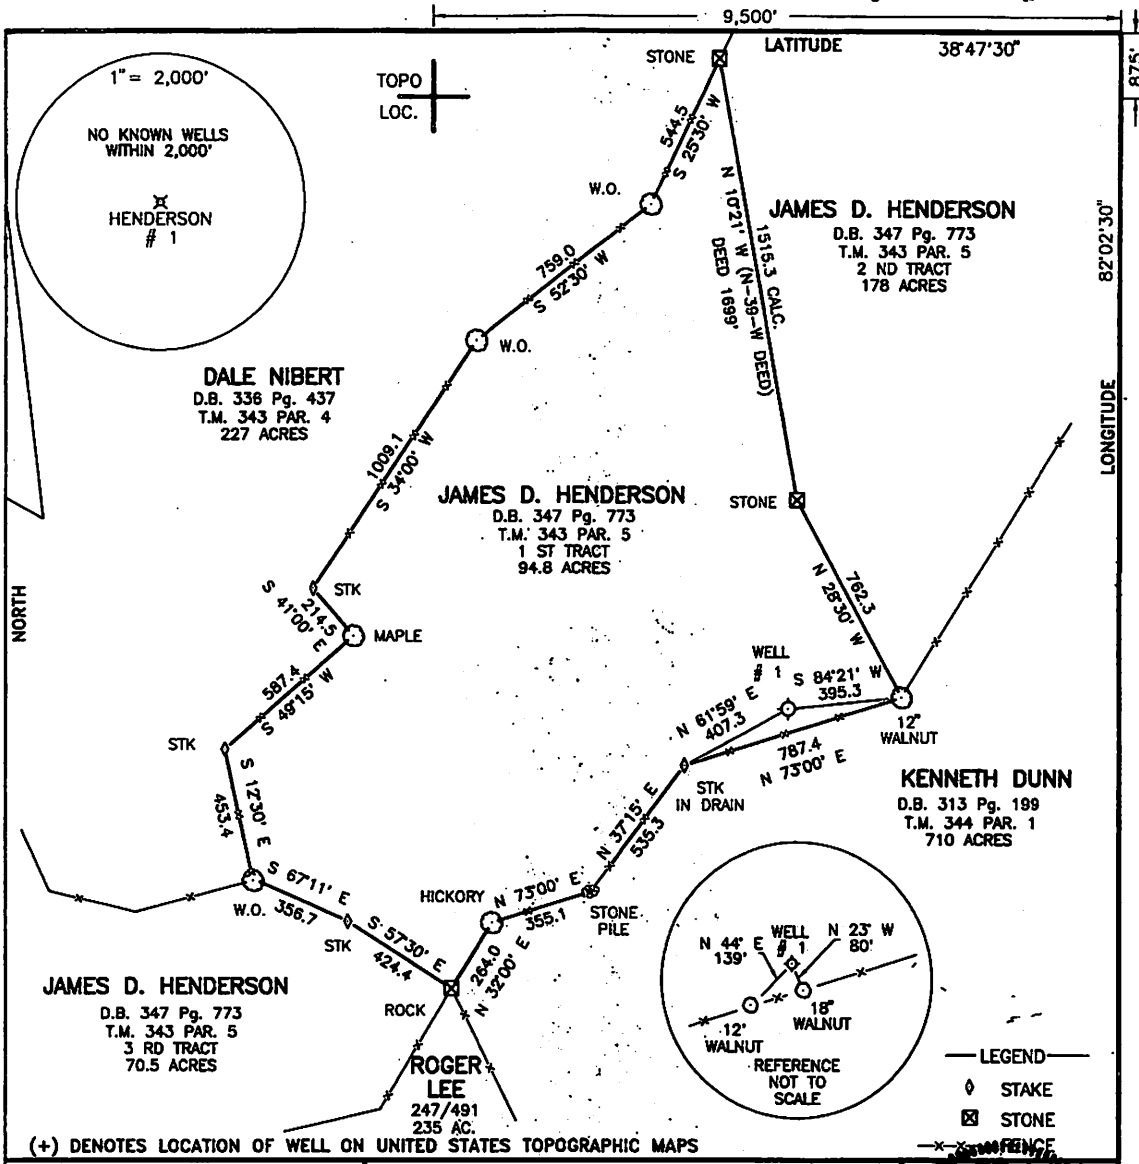 9,500'
LATITUDE 38°47'30"
875'
STONE
TOPO
LOC.
1" = 2,000'
NO KNOWN WELLS
WITHIN 2,000'
HENDERSON
# 1
544.5
S 25°30' W
W.O.
JAMES D. HENDERSON
D.B. 347 Pg. 773
T.M. 343 PAR. 5
2 ND TRACT
178 ACRES
82°02'30"
LONGITUDE
1515.3 CALC.
N 10°21' W (N-39-W DEED)
DEED 1699'
759.0
S 52°30' W
W.O.
DALE NIBERT
D.B. 336 Pg. 437
T.M. 343 PAR. 4
227 ACRES
1009.1
S 34°00' W
JAMES D. HENDERSON
D.B. 347 Pg. 773
T.M. 343 PAR. 5
1 ST TRACT
94.8 ACRES
STONE
NORTH
STK
214.5
S 41°00' E
MAPLE
762.3
N 28°30' W
587.4
S 49°15' W
WELL
# 1
S 84°21' W
395.3
N 61°59' E
407.3
12"
WALNUT
787.4
N 73°00' E
STK
STK
IN DRAIN
KENNETH DUNN
D.B. 313 Pg. 199
T.M. 344 PAR. 1
710 ACRES
S 12°30' E
453.4
N 37°15' E
535.3
S 67°11' E
356.7
W.O.
STK
HICKORY
N 73°00' E
355.1
STONE
PILE
S 57°30' E
424.4
264.0
N 32°00' E
ROCK
JAMES D. HENDERSON
D.B. 347 Pg. 773
T.M. 343 PAR. 5
3 RD TRACT
70.5 ACRES
ROGER
LEE
247/491
235 AC.
N 44° E
139'
WELL
# 1
N 23° W
80'
18"
WALNUT
12'
WALNUT
REFERENCE
NOT TO
SCALE
LEGEND
STAKE
STONE
FENCE
(+) DENOTES LOCATION OF WELL ON UNITED STATES TOPOGRAPHIC MAPS